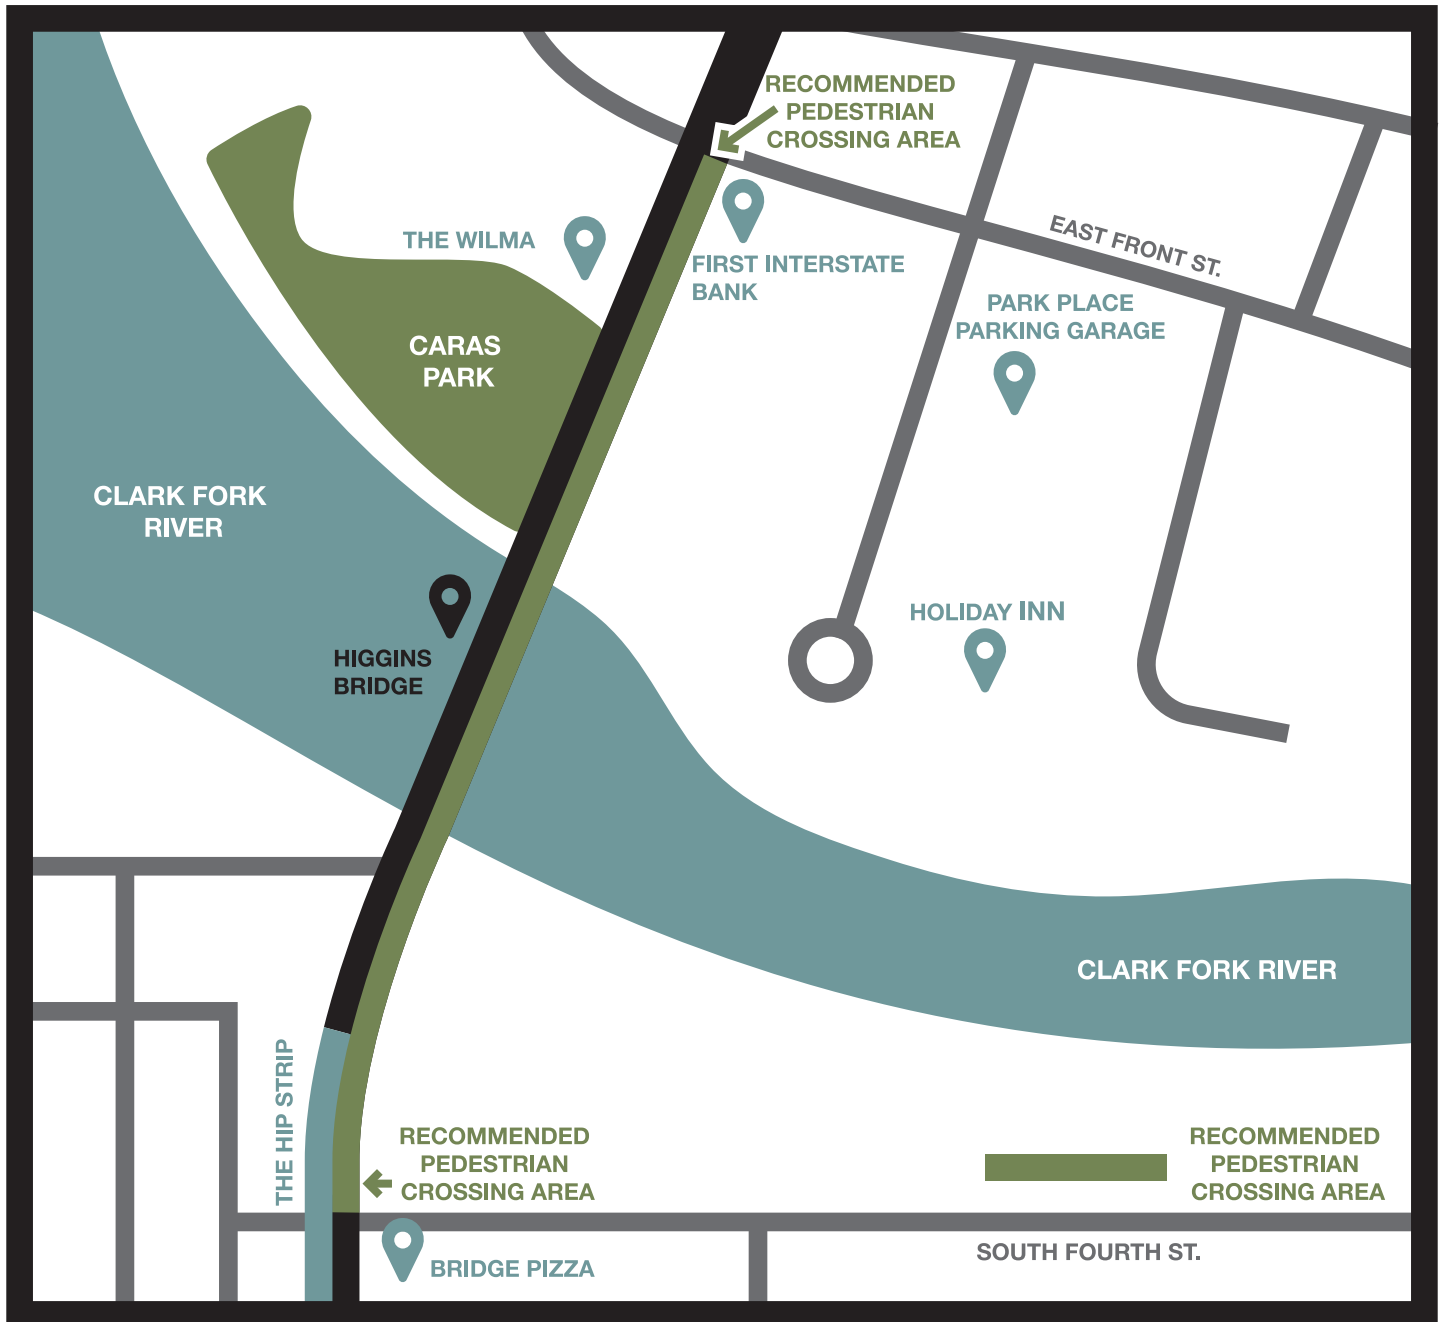 RECOMMENDED
PEDESTRIAN
CROSSING AREA
THE WILMA
FIRST INTERSTATE
BANK
EAST FRONT ST.
PARK PLACE
PARKING GARAGE
CARAS
PARK
CLARK FORK
RIVER
HIGGINS
BRIDGE
HOLIDAY INN
CLARK FORK RIVER
THE HIP STRIP
RECOMMENDED
PEDESTRIAN
CROSSING AREA
RECOMMENDED
PEDESTRIAN
CROSSING AREA
SOUTH FOURTH ST.
BRIDGE PIZZA